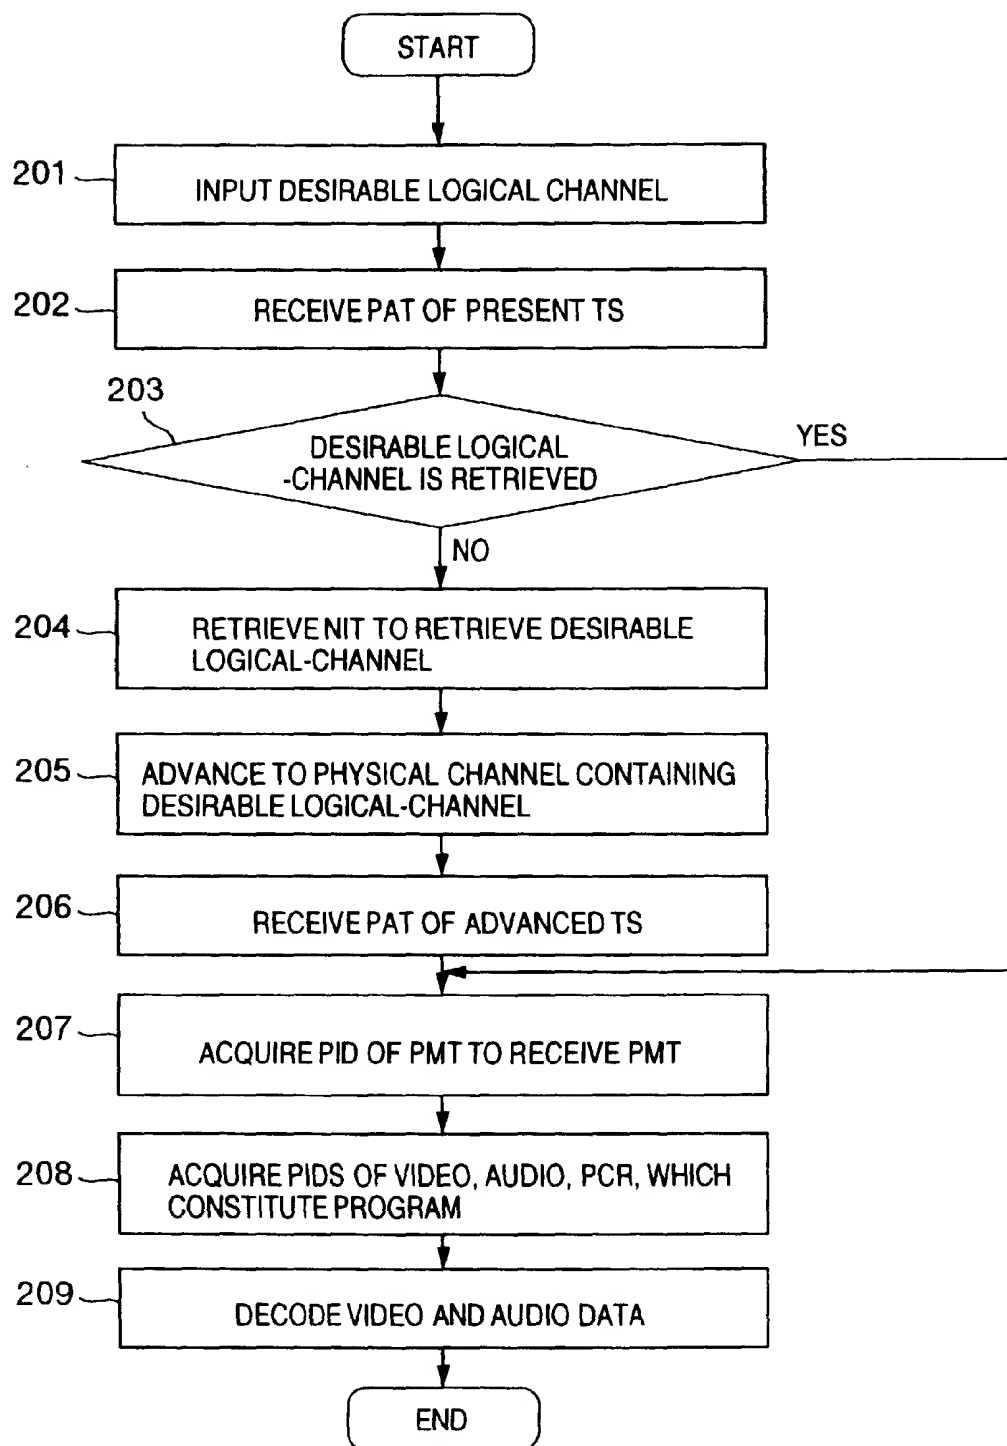 START
201
INPUT DESIRABLE LOGICAL CHANNEL
202
RECEIVE PAT OF PRESENT TS
203
DESIRABLE LOGICAL
-CHANNEL IS RETRIEVED
YES
NO
204
RETRIEVE NIT TO RETRIEVE DESIRABLE
LOGICAL-CHANNEL
205
ADVANCE TO PHYSICAL CHANNEL CONTAINING
DESIRABLE LOGICAL-CHANNEL
206
RECEIVE PAT OF ADVANCED TS
207
ACQUIRE PID OF PMT TO RECEIVE PMT
208
ACQUIRE PIDS OF VIDEO, AUDIO, PCR, WHICH
CONSTITUTE PROGRAM
209
DECODE VIDEO AND AUDIO DATA
END